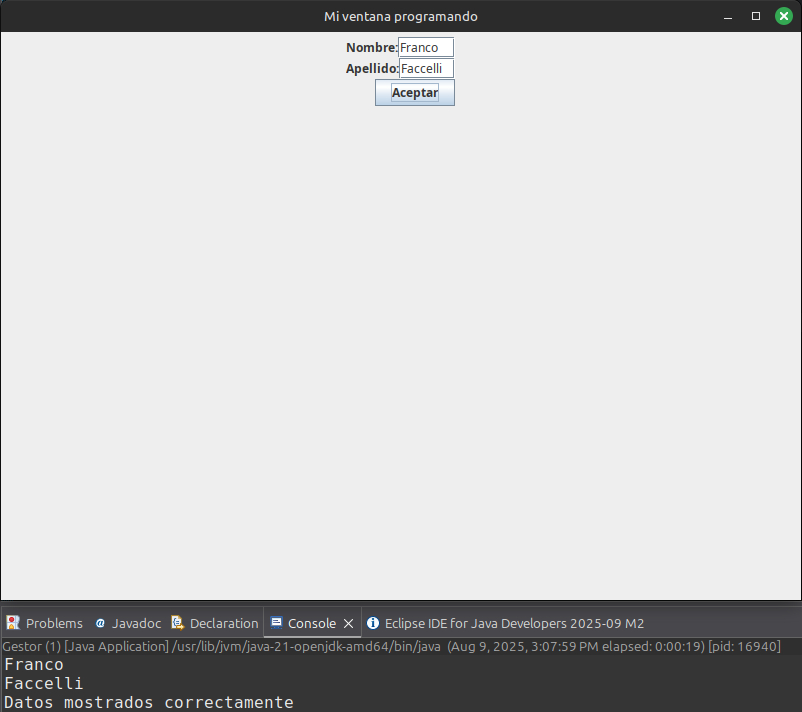 Mi ventana programando
Nombre: Franco
Apellido: Faccelli
Aceptar
Problems @ Javadoc Declaration Console Eclipse IDE for Java Developers 2025-09 M2
Gestor (1) [Java Application] /usr/lib/jvm/java-21-openjdk-amd64/bin/java (Aug 9, 2025, 3:07:59 PM elapsed: 0:00:19) [pid: 16940]
Franco
Faccelli
Datos mostrados correctamente